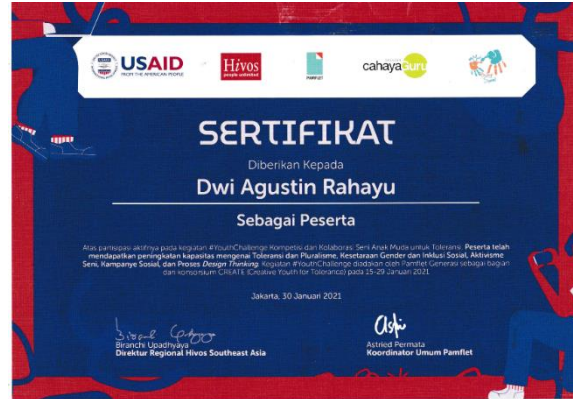 USAID
FROM THE AMERICAN PEOPLE
Hivos
people unlimited
PAMFLET
cahayaGuru
SERTIFIKAT
Diberikan Kepada
Dwi Agustin Rahayu
Sebagai Peserta
Atas partisipasi aktifnya pada kegiatan #YouthChallenge Kompetisi dan Kolaborasi Seni Anak Muda untuk Toleransi. Peserta telah
mendapatkan peningkatan kapasitas mengenai Toleransi dan Pluralisme, Kesetaraan Gender dan Inklusi Sosial, Aktivisme
Seni, Kampanye Sosial, dan Proses Design Thinking. Kegiatan #YouthChallenge diadakan oleh Pamflet Generasi sebagai bagian
dari konsorsium CREATE (Creative Youth for Tolerance) pada 15-29 Januari 2021
Jakarta, 30 Januari 2021
Biranchi Upadhyaya
Direktur Regional Hivos Southeast Asia
Astried Permata
Koordinator Umum Pamflet